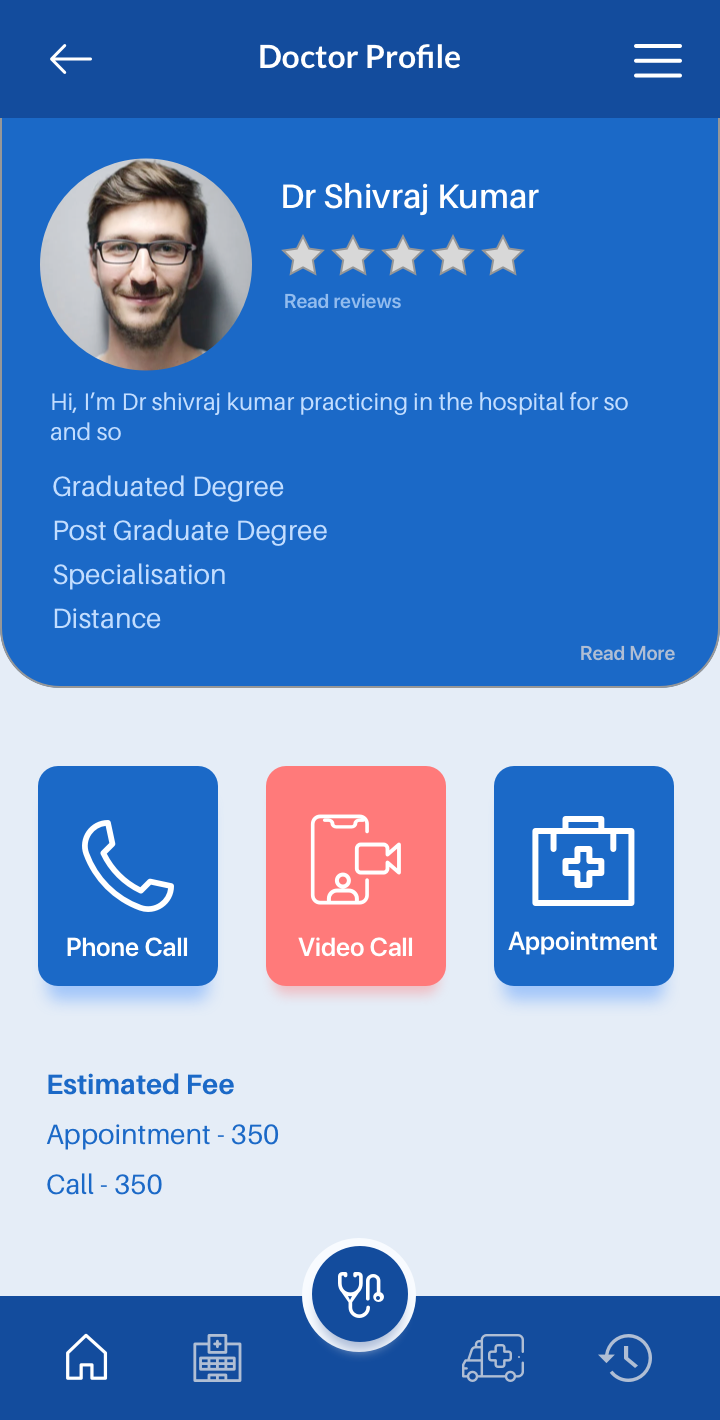 Doctor Profile
Dr Shivraj Kumar
Read reviews
Hi, I’m Dr shivraj kumar practicing in the hospital for so
and so
Graduated Degree
Post Graduate Degree
Specialisation
Distance
Read More
Phone Call
Video Call
Appointment
Estimated Fee
Appointment - 350
Call - 350